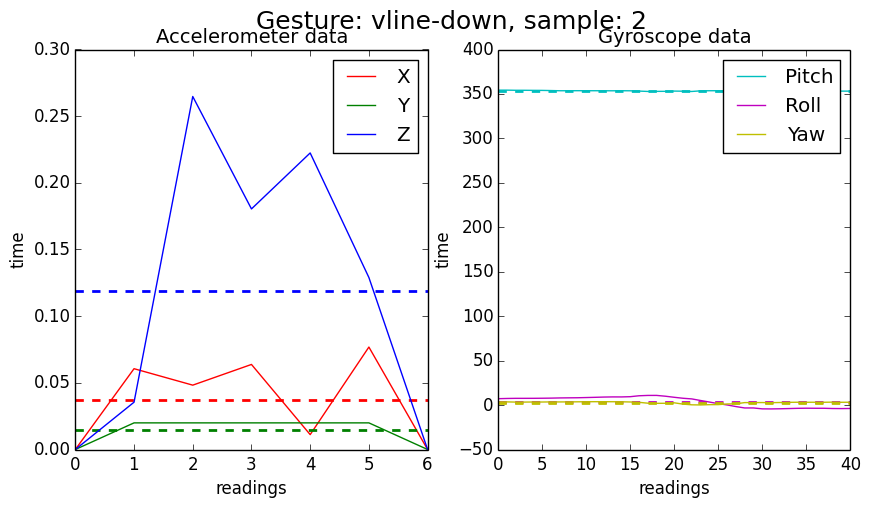 Gesture: vline-down, sample: 2
Accelerometer data
0.30
0.25
0.20
0.15
0.10
0.05
0.00
time
0 1 2 3 4 5 6
readings
X
Y
Z
Gyroscope data
400
350
300
250
200
150
100
50
0
−50
time
0 5 10 15 20 25 30 35 40
readings
Pitch
Roll
Yaw